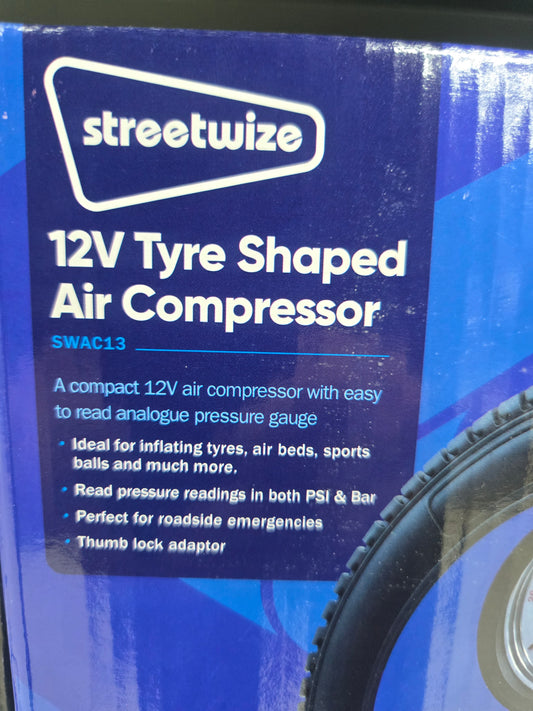 streetwize
12V Tyre Shaped
Air Compressor
SWAC13
A compact 12V air compressor with easy
to read analogue pressure gauge
• Ideal for inflating tyres, air beds, sports
balls and much more.
• Read pressure readings in both PSI & Bar
• Perfect for roadside emergencies
• Thumb lock adaptor